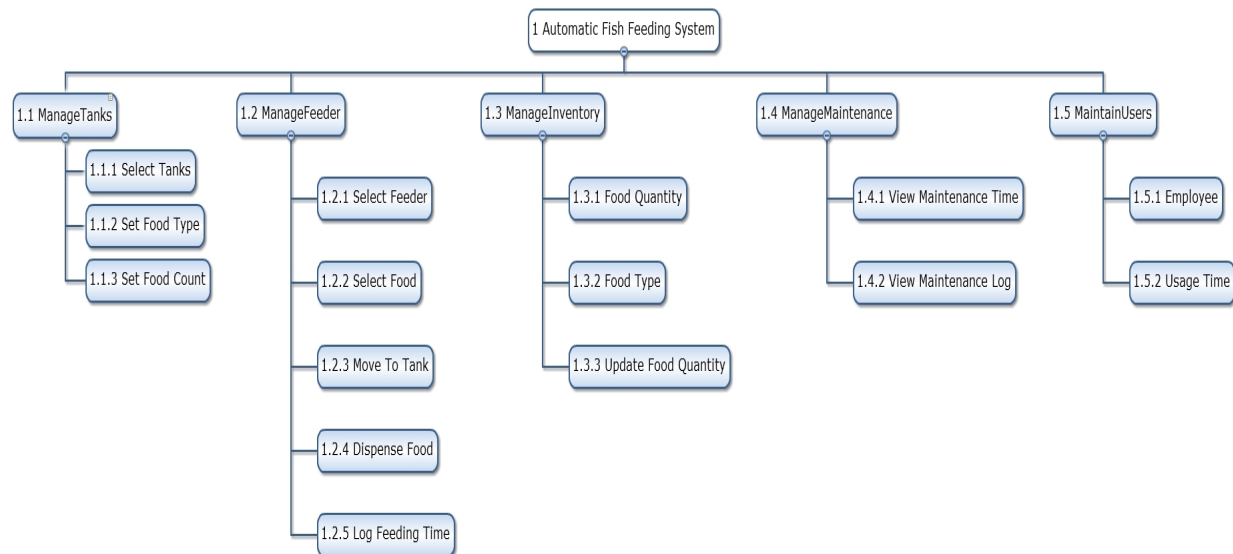 1 Automatic Fish Feeding System
1.1 ManageTanks
1.1.1 Select Tanks
1.1.2 Set Food Type
1.1.3 Set Food Count
1.2 ManageFeeder
1.2.1 Select Feeder
1.2.2 Select Food
1.2.3 Move To Tank
1.2.4 Dispense Food
1.2.5 Log Feeding Time
1.3 ManageInventory
1.3.1 Food Quantity
1.3.2 Food Type
1.3.3 Update Food Quantity
1.4 ManageMaintenance
1.4.1 View Maintenance Time
1.4.2 View Maintenance Log
1.5 MaintainUsers
1.5.1 Employee
1.5.2 Usage Time